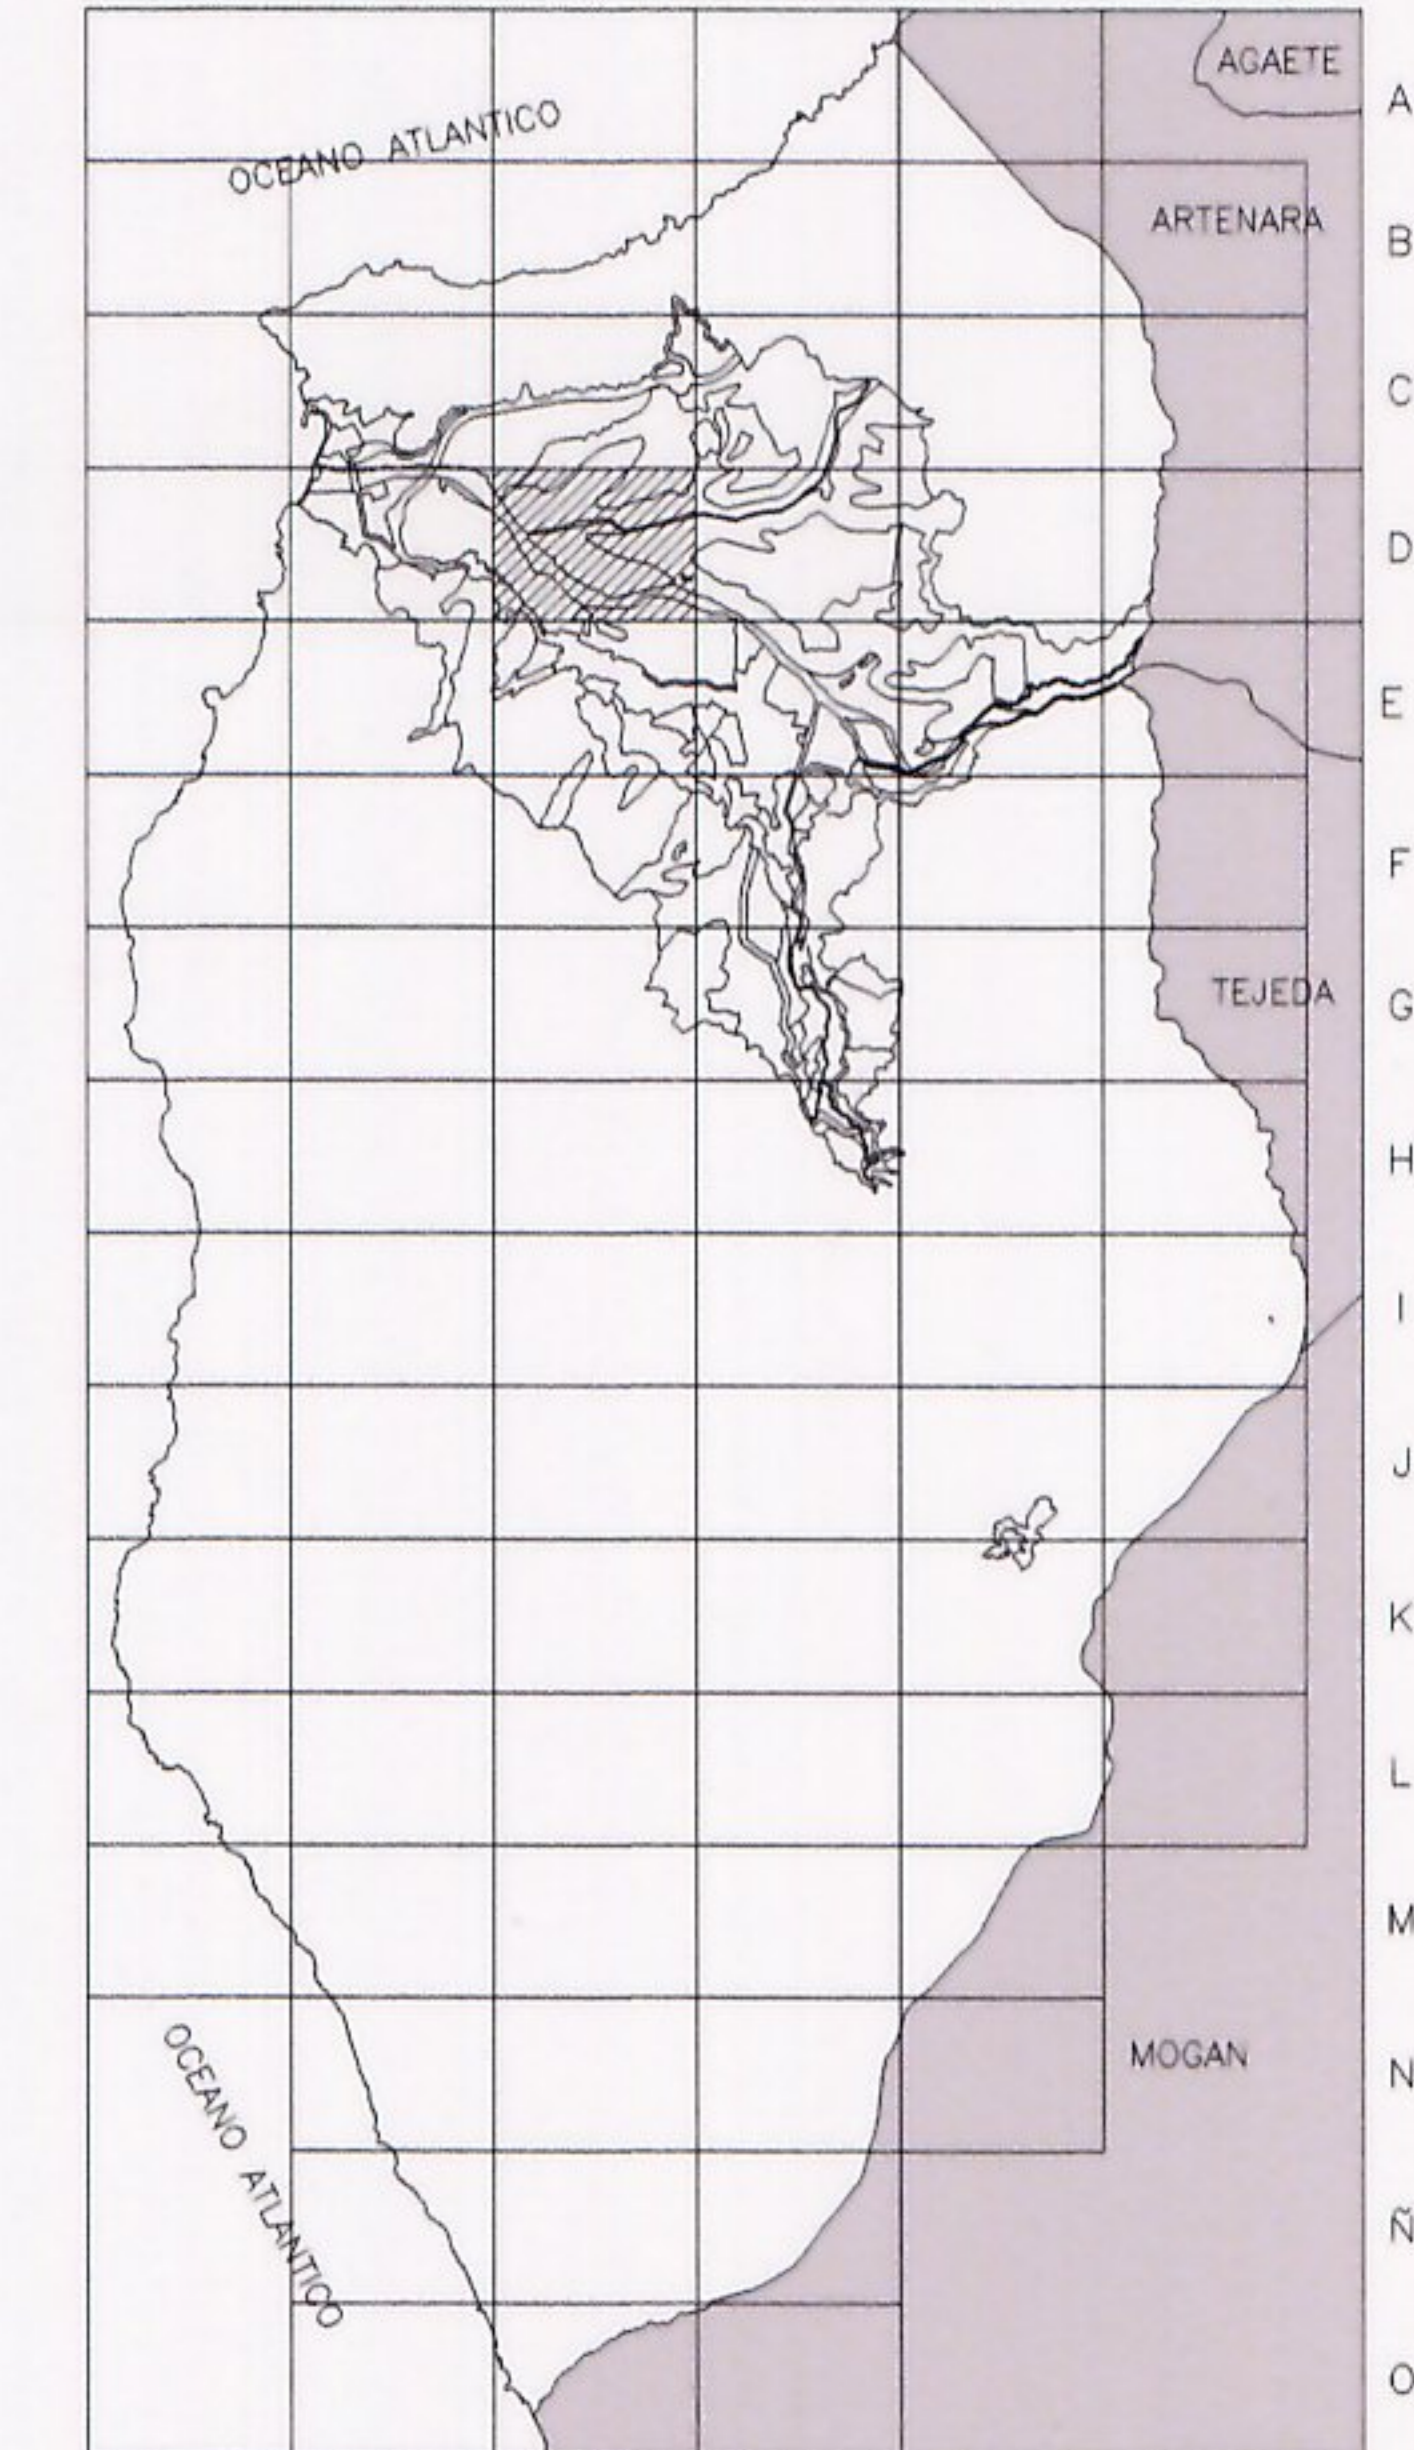 AGAETE
A
OCEANO ATLANTICO
ARTENARA
B
C
D
E
F
TEJEDA
G
H
I
J
K
L
M
MOGAN
N
OCEANO ATLANTICO
Ñ
O